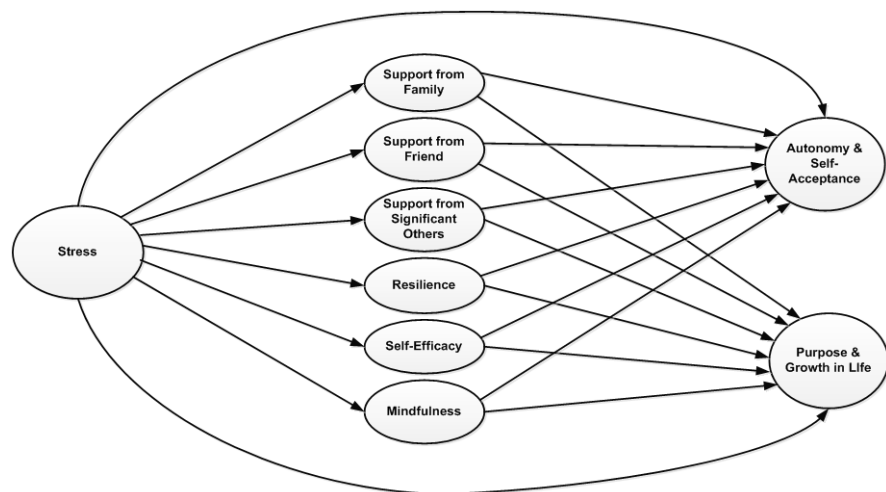 Support from
Family
Support from
Friend
Support from
Significant
Others
Stress
Resilience
Self-Efficacy
Mindfulness
Autonomy &
Self-
Acceptance
Purpose &
Growth in LIfe